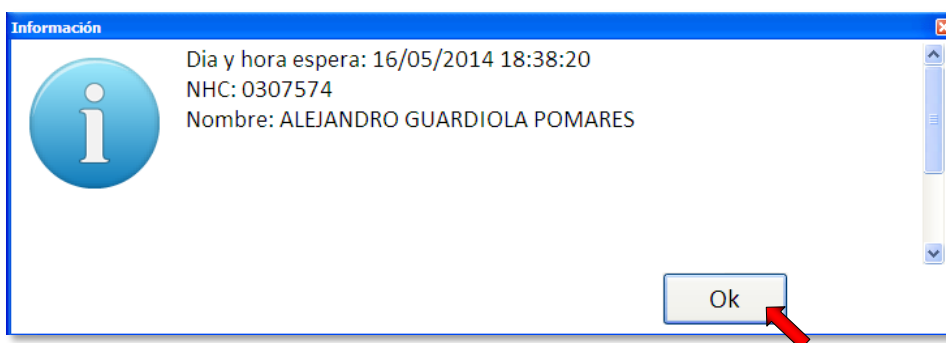 Información
Dia y hora espera: 16/05/2014 18:38:20
NHC: 0307574
Nombre: ALEJANDRO GUARDIOLA POMARES
Ok